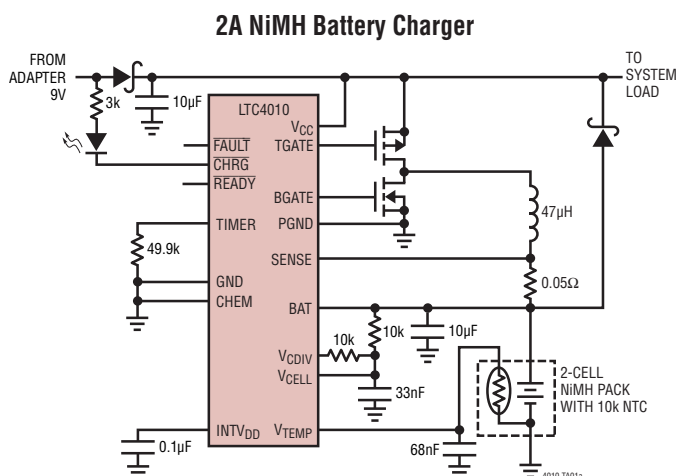 2A NiMH Battery Charger
FROM
ADAPTER
9V
TO
SYSTEM
LOAD
3k
10µF
LTC4010
VCC
FAULT
TGATE
CHRG
READY
BGATE
47µH
TIMER
PGND
49.9k
SENSE
0.05Ω
GND
CHEM
BAT
10k
10k
10µF
VCDIV
VCELL
33nF
2-CELL
NiMH PACK
WITH 10k NTC
INTVDD
VTEMP
0.1µF
68nF
4010 TA01a